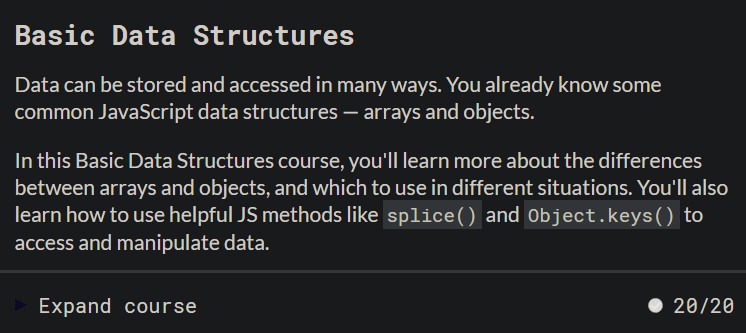 Basic Data Structures
Data can be stored and accessed in many ways. You already know some
common JavaScript data structures — arrays and objects.
In this Basic Data Structures course, you'll learn more about the differences
between arrays and objects, and which to use in different situations. You'll also
learn how to use helpful JS methods like splice() and Object.keys() to
access and manipulate data.
Expand course 20/20